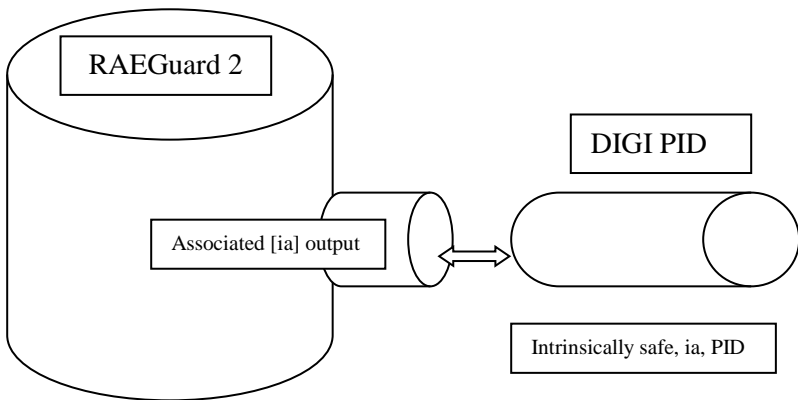 RAEGuard 2
DIGI PID
Associated [ia] output
Intrinsically safe, ia, PID